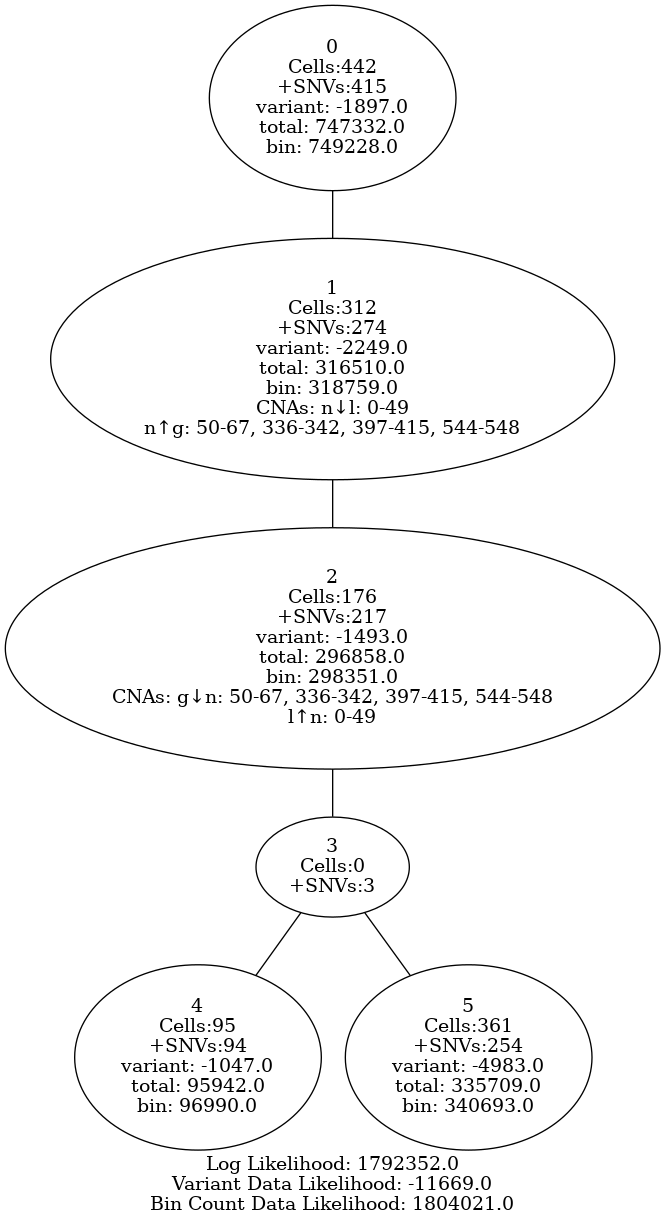 0
Cells:442
+SNVs:415
variant: -1897.0
total: 747332.0
bin: 749228.0
1
Cells:312
+SNVs:274
variant: -2249.0
total: 316510.0
bin: 318759.0
CNAs: n↓l: 0-49
n↑g: 50-67, 336-342, 397-415, 544-548
2
Cells:176
+SNVs:217
variant: -1493.0
total: 296858.0
bin: 298351.0
CNAs: g↓n: 50-67, 336-342, 397-415, 544-548
l↑n: 0-49
3
Cells:0
+SNVs:3
4
Cells:95
+SNVs:94
variant: -1047.0
total: 95942.0
bin: 96990.0
5
Cells:361
+SNVs:254
variant: -4983.0
total: 335709.0
bin: 340693.0
Log Likelihood: 1792352.0
Variant Data Likelihood: -11669.0
Bin Count Data Likelihood: 1804021.0